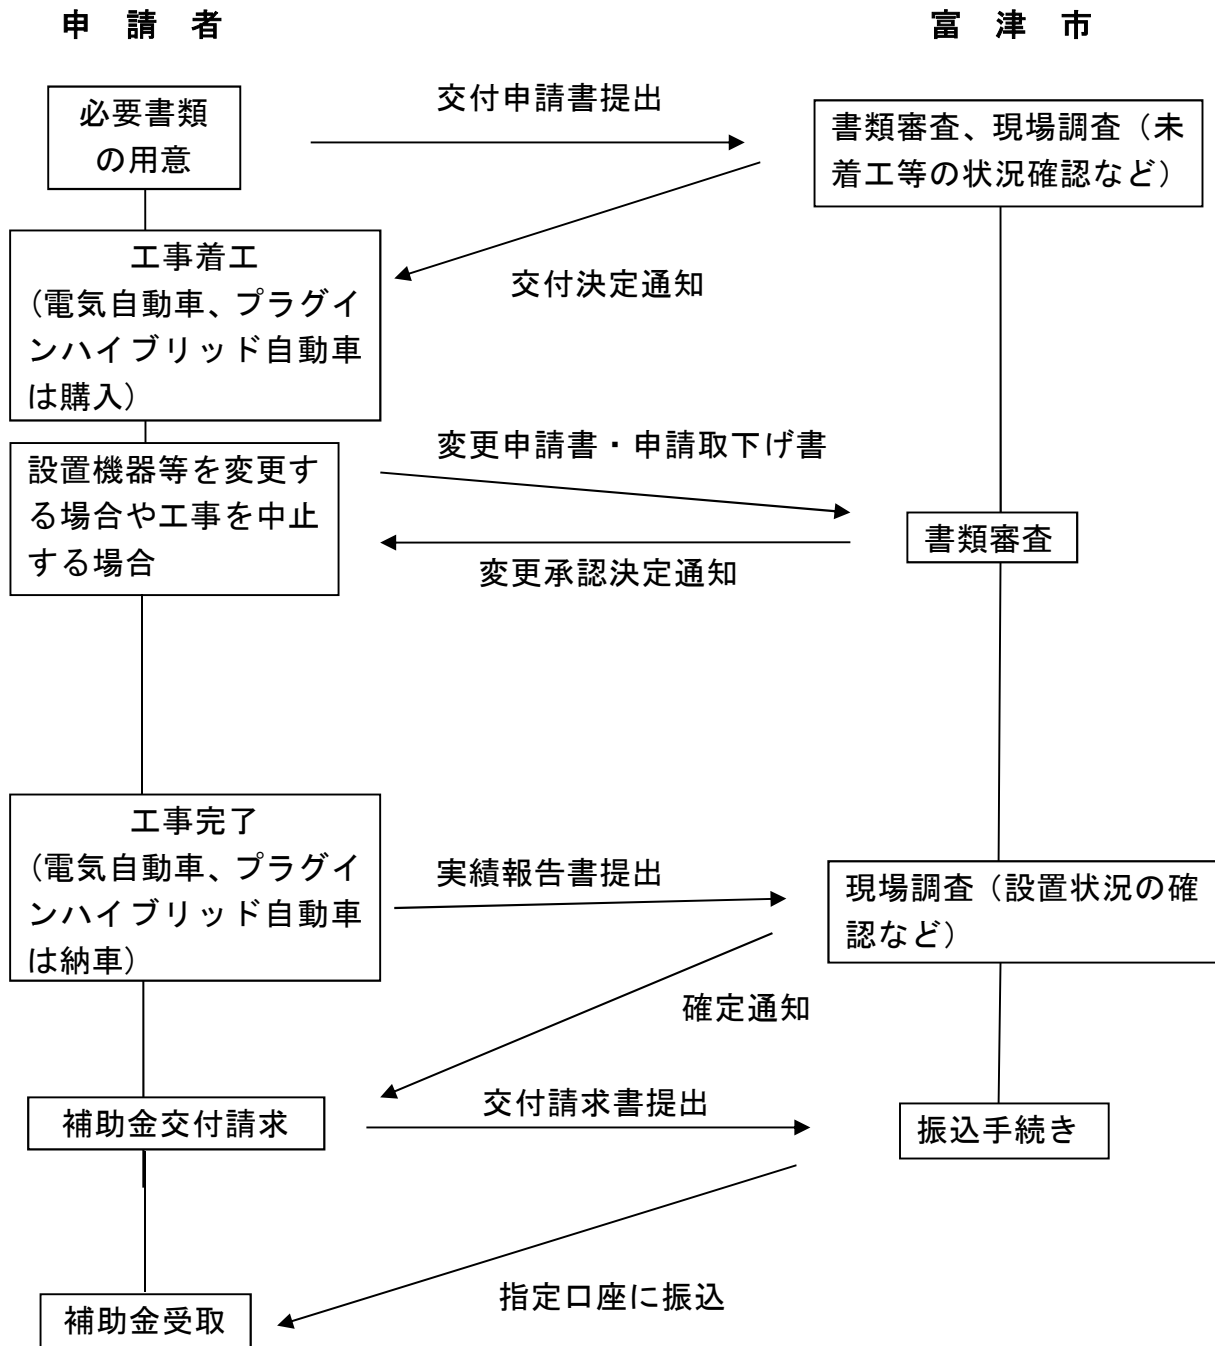 申請者
富津市
必要書類
の用意
交付申請書提出
書類審査、現場調査（未
着工等の状況確認など）
工事着工
（電気自動車、プラグイ
ンハイブリッド自動車
は購入）
交付決定通知
設置機器等を変更す
る場合や工事を中止
する場合
変更申請書・申請取下げ書
書類審査
変更承認決定通知
工事完了
（電気自動車、プラグイ
ンハイブリッド自動車
は納車）
実績報告書提出
現場調査（設置状況の確
認など）
確定通知
補助金交付請求
交付請求書提出
振込手続き
指定口座に振込
補助金受取